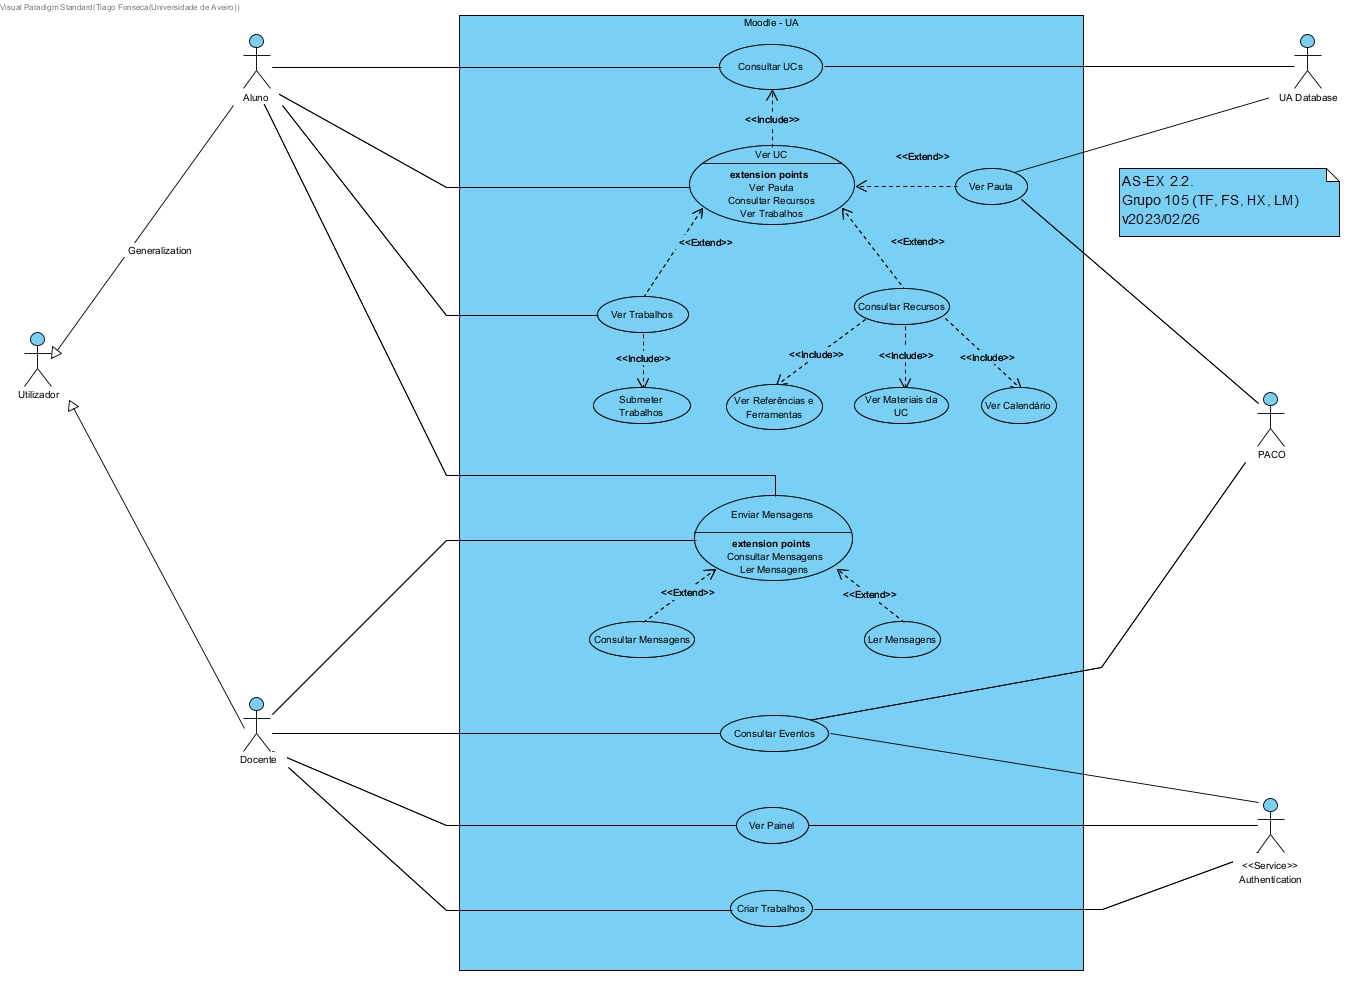 Visual Paradigm Standard(Tiago Fonseca(Universidade de Aveiro))
Moodle - UA
Aluno
Consultar UCs
UA Database
<<Include>>
Ver UC
extension points
Ver Pauta
Consultar Recursos
Ver Trabalhos
<<Extend>>
Ver Pauta
AS-EX 2.2.
Grupo 105 (TF, FS, HX, LM)
v2023/02/26
<<Extend>>
<<Extend>>
Generalization
Ver Trabalhos
Consultar Recursos
<<Include>>
<<Include>>
<<Include>>
<<Include>>
Utilizador
Submeter
Trabalhos
Ver Referências e
Ferramentas
Ver Materiais da
UC
Ver Calendário
PACO
Enviar Mensagens
extension points
Consultar Mensagens
Ler Mensagens
<<Extend>>
<<Extend>>
Consultar Mensagens
Ler Mensagens
Docente
Consultar Eventos
Ver Painel
<<Service>>
Authentication
Criar Trabalhos